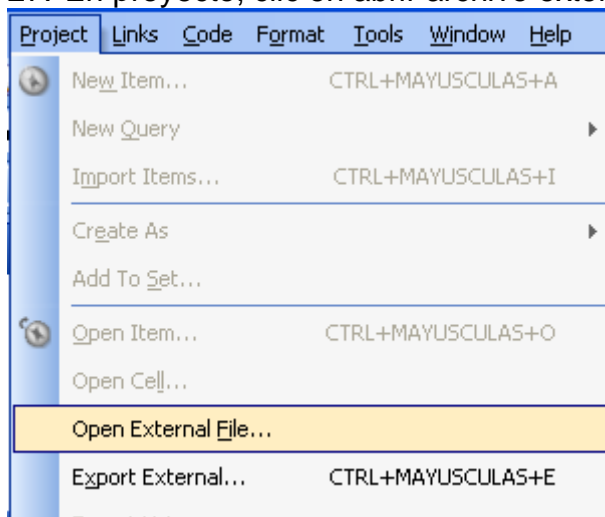 Project Links Code Format Tools Window Help
New Item... CTRL+MAYUSCULAS+A
New Query
Import Items... CTRL+MAYUSCULAS+I
Create As
Add To Set...
Open Item... CTRL+MAYUSCULAS+O
Open Cell...
Open External File...
Export External... CTRL+MAYUSCULAS+E